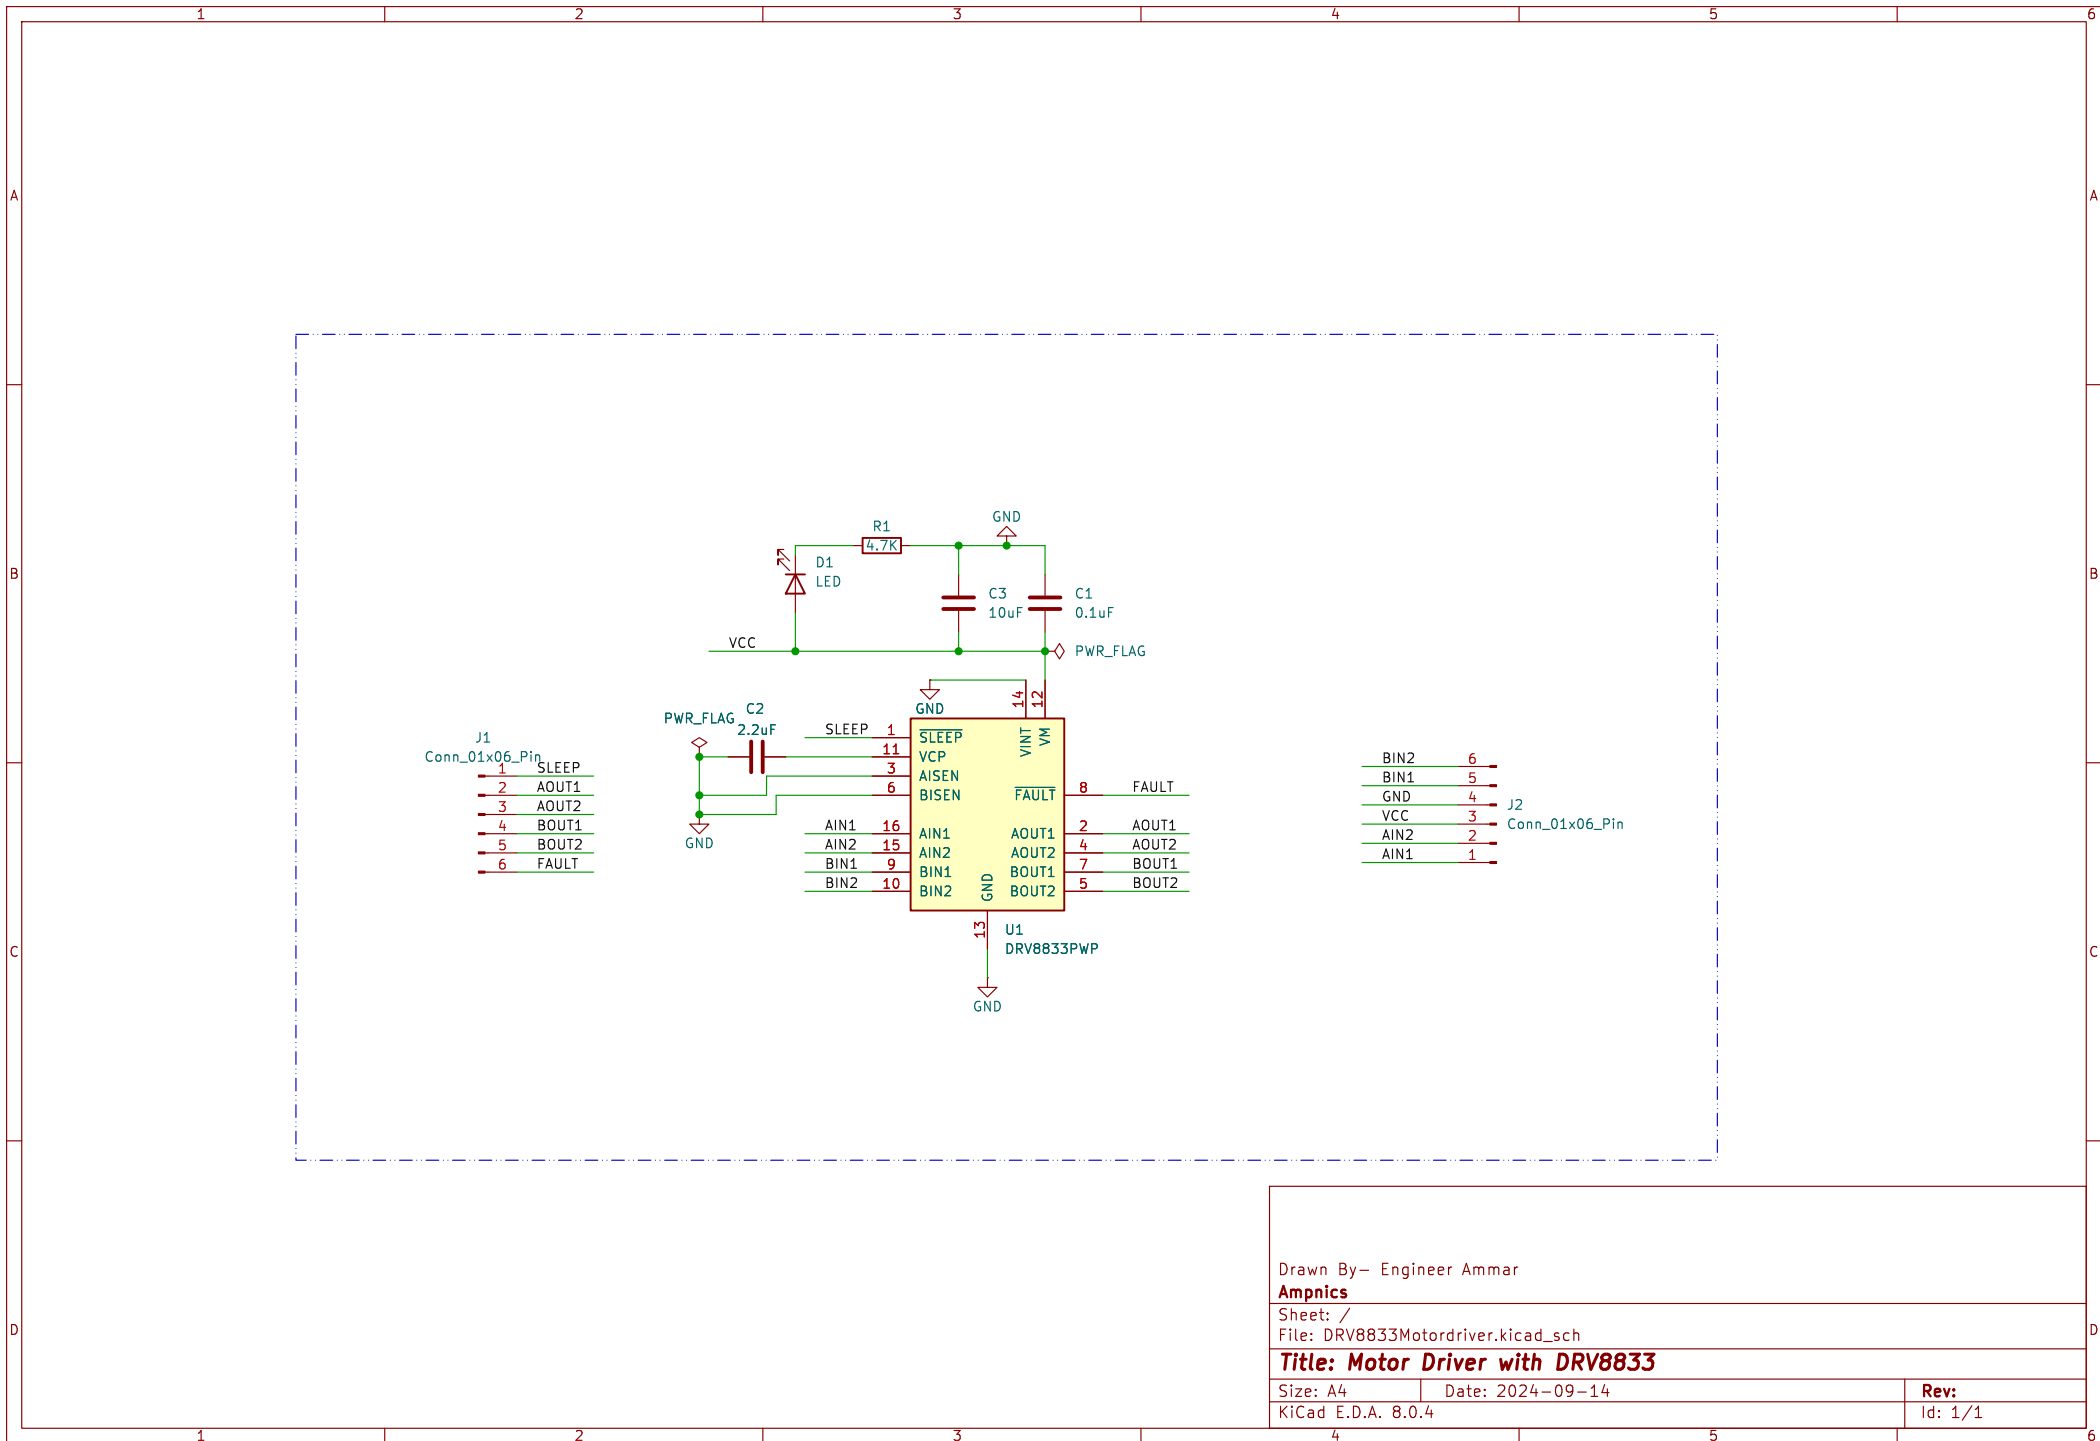 1 2 3 4 5 6
A A
B B
C C
D D
GND
R1
4.7K
D1
LED
C3
10uF
C1
0.1uF
VCC
PWR_FLAG
14
12
GND
C2
2.2uF
PWR_FLAG
GND
SLEEP 1 SLEEP
11 VCP
3 AISEN
6 BISEN
AIN1 16 AIN1
AIN2 15 AIN2
BIN1 9 BIN1
BIN2 10 BIN2
VINT
VM
GND
FAULT 8 FAULT
AOUT1 2 AOUT1
AOUT2 4 AOUT2
BOUT1 7 BOUT1
BOUT2 5 BOUT2
13
U1
DRV8833PWP
GND
J1
Conn_01x06_Pin
1 SLEEP
2 AOUT1
3 AOUT2
4 BOUT1
5 BOUT2
6 FAULT
BIN2 6
BIN1 5
GND 4
VCC 3
AIN2 2
AIN1 1
J2
Conn_01x06_Pin
Drawn By- Engineer Ammar
Ampnics
Sheet: /
File: DRV8833Motordriver.kicad_sch
Title: Motor Driver with DRV8833
Size: A4 Date: 2024-09-14 Rev:
KiCad E.D.A. 8.0.4 Id: 1/1
1 2 3 4 5 6